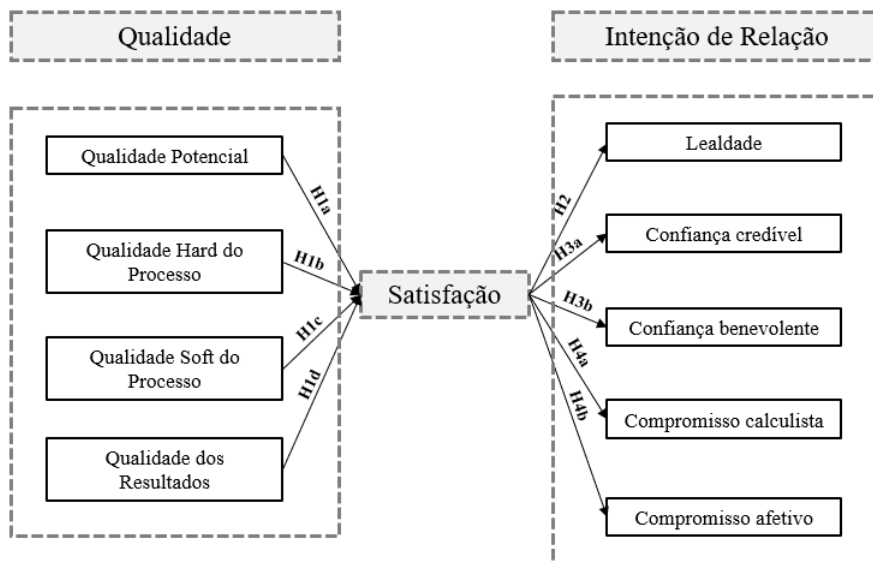 Qualidade
Intenção de Relação
Qualidade Potencial
Qualidade Hard do
Processo
Qualidade Soft do
Processo
Qualidade dos
Resultados
H1a
H1b
H1c
H1d
Satisfação
H2
H3a
H3b
H4a
H4b
Lealdade
Confiança credível
Confiança benevolente
Compromisso calculista
Compromisso afetivo